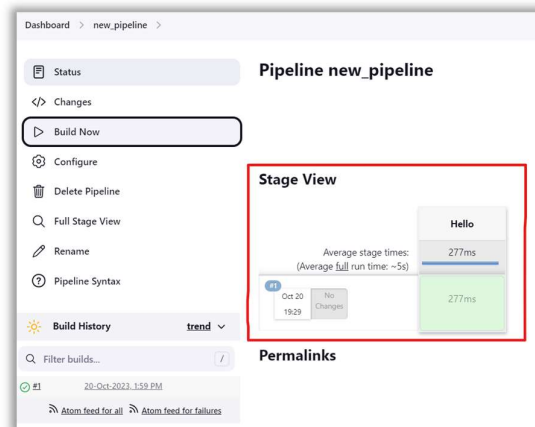 Dashboard > new_pipeline >
Status
</> Changes
Build Now
Configure
Delete Pipeline
Full Stage View
Rename
Pipeline Syntax
Build History trend
Filter builds... /
#1 20-Oct-2023, 1:59 PM
Atom feed for all Atom feed for failures
Pipeline new_pipeline
Stage View
Hello
Average stage times: 277ms
(Average full run time: ~5s)
#1
Oct 20 No
19:29 Changes
277ms
Permalinks